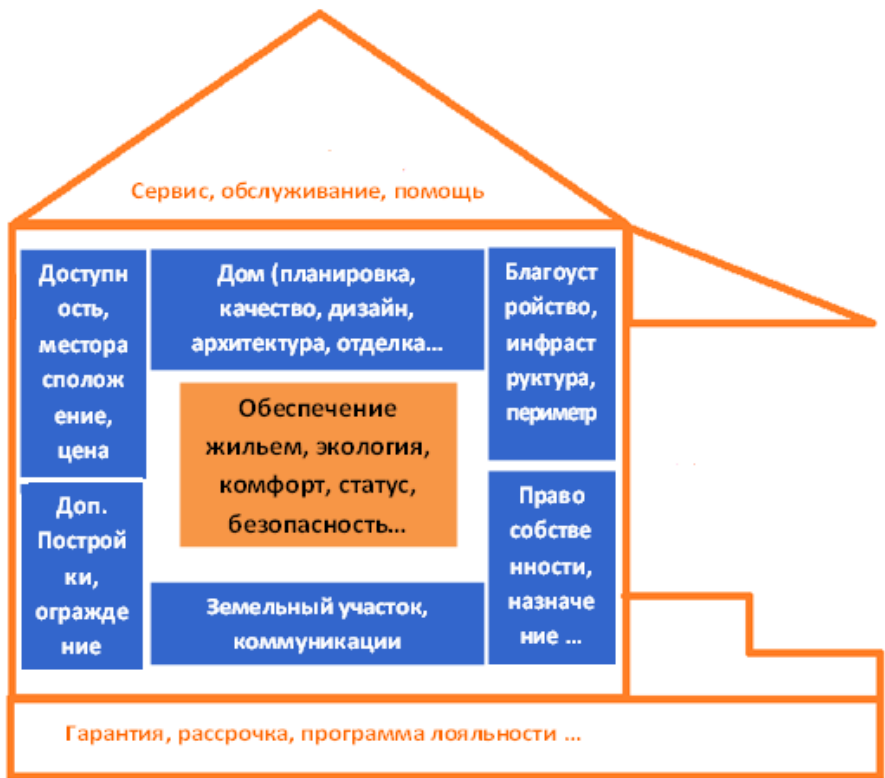 Сервис, обслуживание, помощь
Доступн
ость,
местора
сполож
ение,
цена
Дом (планировка,
качество, дизайн,
архитектура, отделка...
Благоуст
ройство,
инфраст
руктура,
периметр
Обеспечение
жильем, экология,
комфорт, статус,
безопасность...
Доп.
Построй
ки,
огражде
ние
Земельный участок,
коммуникации
Право
собстве
нности,
назначе
ние ...
Гарантия, рассрочка, программа лояльности ...